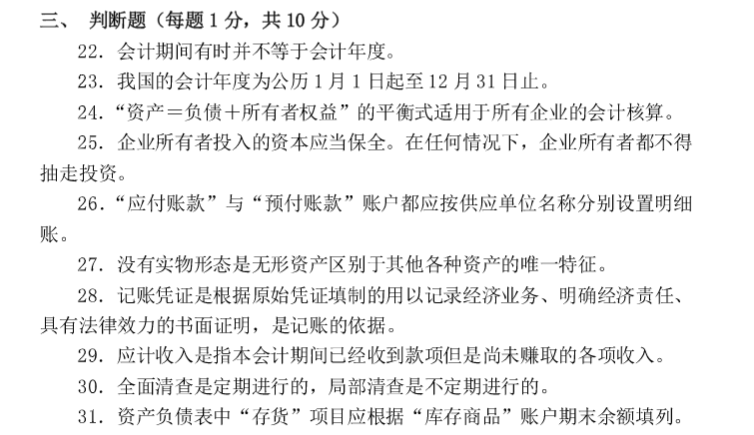 三、 判断题（每题 1 分，共 10 分）
22．会计期间有时并不等于会计年度。
23．我国的会计年度为公历 1 月 1 日起至 12 月 31 日止。
24．“资产＝负债＋所有者权益”的平衡式适用于所有企业的会计核算。
25．企业所有者投入的资本应当保全。在任何情况下，企业所有者都不得
抽走投资。
26．“应付账款”与“预付账款”账户都应按供应单位名称分别设置明细
账。
27．没有实物形态是无形资产区别于其他各种资产的唯一特征。
28．记账凭证是根据原始凭证填制的用以记录经济业务、明确经济责任、
具有法律效力的书面证明，是记账的依据。
29．应计收入是指本会计期间已经收到款项但是尚未赚取的各项收入。
30．全面清查是定期进行的，局部清查是不定期进行的。
31．资产负债表中“存货”项目应根据“库存商品”账户期末余额填列。